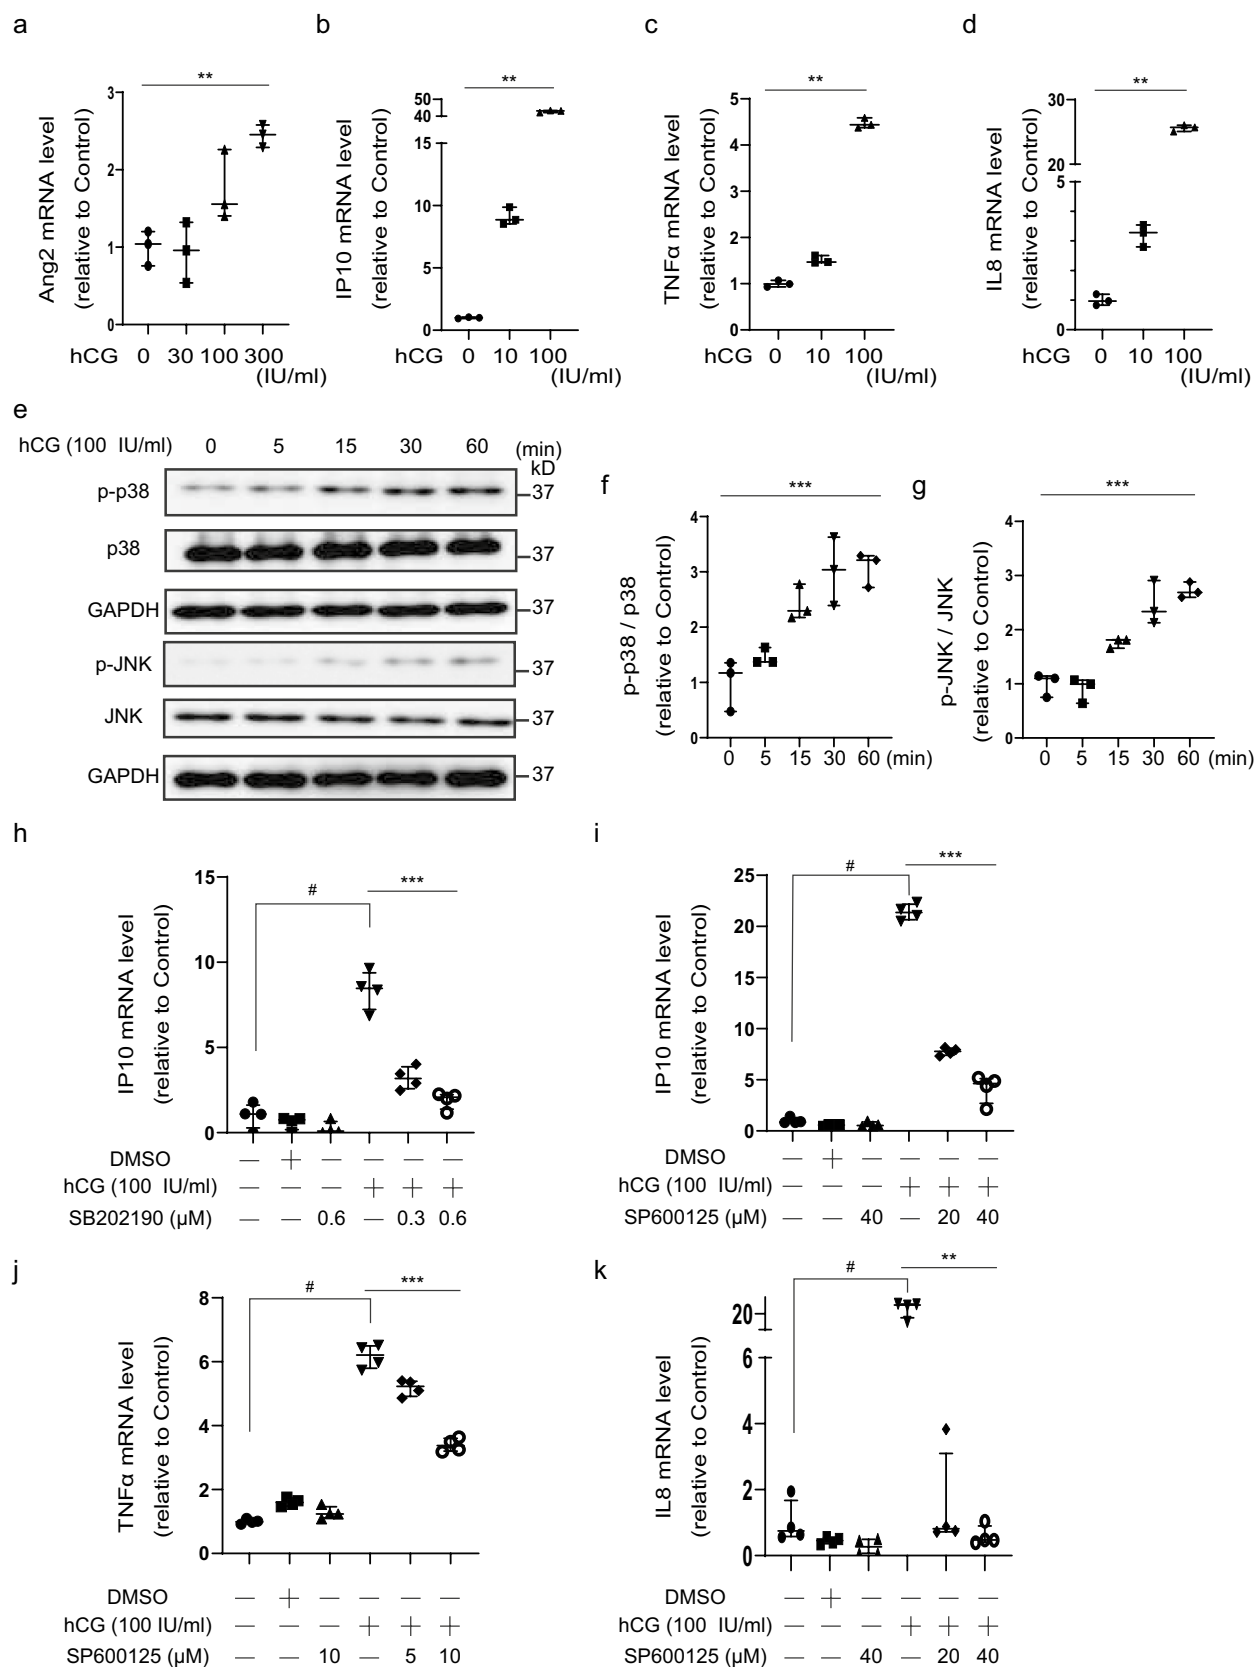 a
b
c
d
**
**
**
**
Ang2 mRNA level
(relative to Control)
3
2
1
0
hCG 0 30 100 300
(IU/ml)
IP10 mRNA level
(relative to Control)
50
40
15
10
5
0
hCG 0 10 100
(IU/ml)
TNFα mRNA level
(relative to Control)
5
4
3
2
1
0
hCG 0 10 100
(IU/ml)
IL8 mRNA level
(relative to Control)
30
20
5
0
hCG 0 10 100
(IU/ml)
e
hCG (100 IU/ml) 0 5 15 30 60 (min)
kD
p-p38 37
p38 37
GAPDH 37
p-JNK 37
JNK 37
GAPDH 37
f
***
p-p38 / p38
(relative to Control)
4
3
2
1
0
0 5 15 30 60 (min)
g
***
p-JNK / JNK
(relative to Control)
4
3
2
1
0
0 5 15 30 60 (min)
h
# ***
IP10 mRNA level
(relative to Control)
15
10
5
0
DMSO — + — — — —
hCG (100 IU/ml) — — — + + +
SB202190 (µM) — — 0.6 — 0.3 0.6
i
# ***
IP10 mRNA level
(relative to Control)
25
20
15
10
5
0
DMSO — + — — — —
hCG (100 IU/ml) — — — + + +
SP600125 (µM) — — 40 — 20 40
j
# ***
TNFα mRNA level
(relative to Control)
8
6
4
2
0
DMSO — + — — — —
hCG (100 IU/ml) — — — + + +
SP600125 (µM) — — 10 — 5 10
k
# **
IL8 mRNA level
(relative to Control)
20
6
4
2
0
DMSO — + — — — —
hCG (100 IU/ml) — — — + + +
SP600125 (µM) — — 40 — 20 40